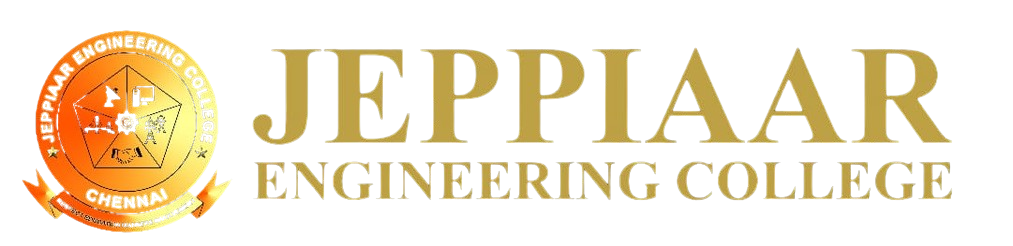 JEPPIAAR ENGINEERING COLLEGE
CHENNAI
JEPPIAAR
ENGINEERING COLLEGE